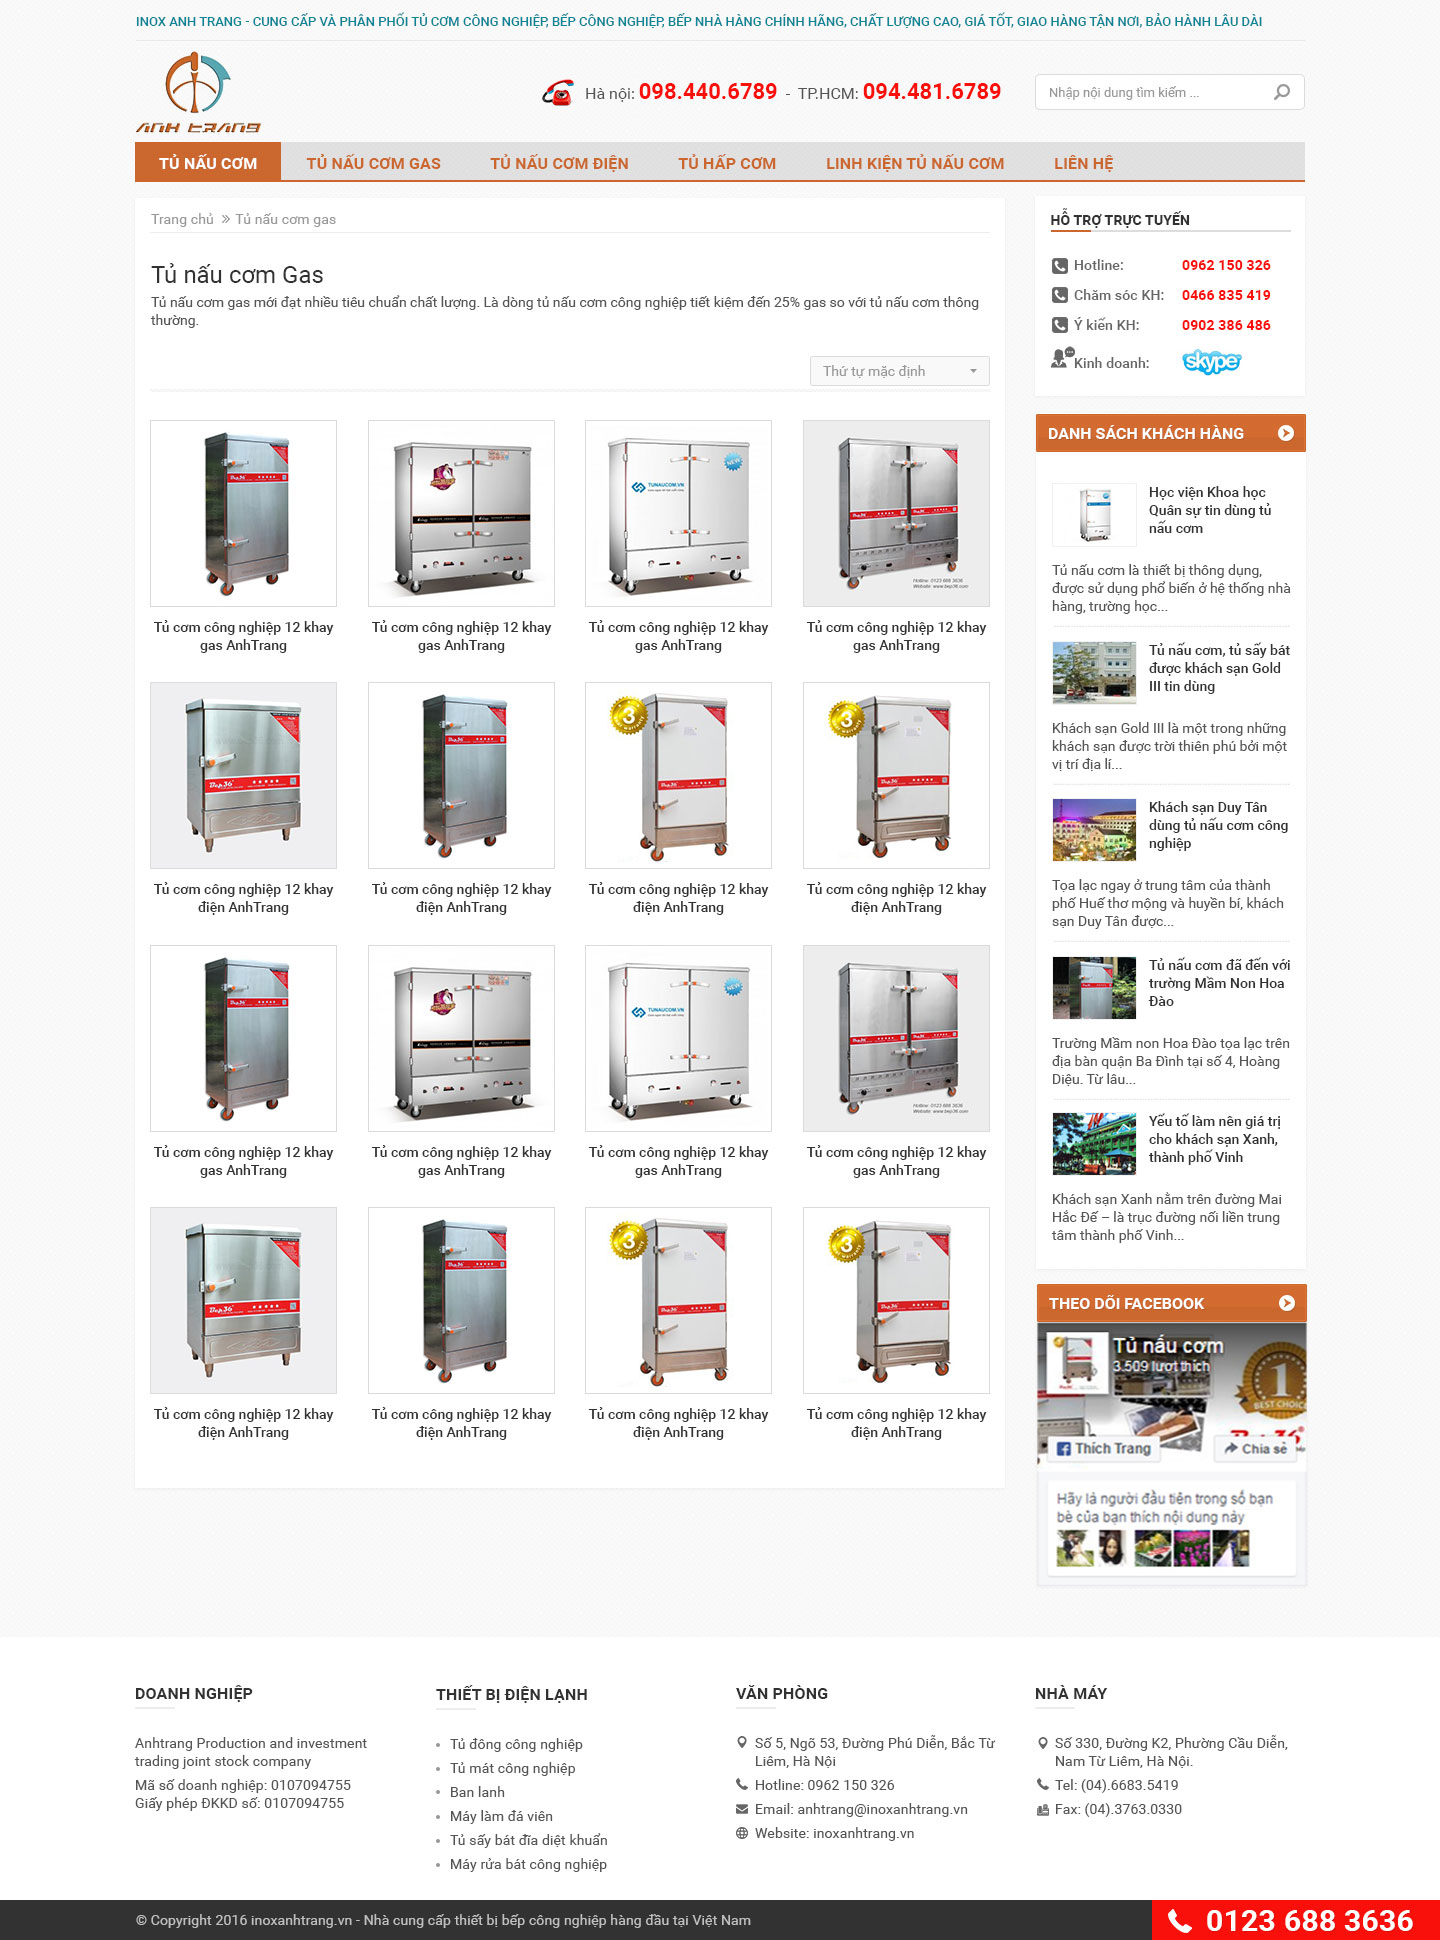 INOX ANH TRANG - CUNG CẤP VÀ PHÂN PHỐI TỦ CƠM CÔNG NGHIỆP, BẾP CÔNG NGHIỆP, BẾP NHÀ HÀNG CHÍNH HÃNG, CHẤT LƯỢNG CAO, GIÁ TỐT, GIAO HÀNG TẬN NƠI, BẢO HÀNH LÂU DÀI
ANH TRANG
Hà nội: 098.440.6789 - TP.HCM: 094.481.6789
Nhập nội dung tìm kiếm ...
TỦ NẤU CƠM
TỦ NẤU CƠM GAS
TỦ NẤU CƠM ĐIỆN
TỦ HẤP CƠM
LINH KIỆN TỦ NẤU CƠM
LIÊN HỆ
Trang chủ » Tủ nấu cơm gas
Tủ nấu cơm Gas
Tủ nấu cơm gas mới đạt nhiều tiêu chuẩn chất lượng. Là dòng tủ nấu cơm công nghiệp tiết kiệm đến 25% gas so với tủ nấu cơm thông
thường.
Thứ tự mặc định
Tủ cơm công nghiệp 12 khay
gas AnhTrang
Tủ cơm công nghiệp 12 khay
gas AnhTrang
Tủ cơm công nghiệp 12 khay
gas AnhTrang
Tủ cơm công nghiệp 12 khay
gas AnhTrang
Tủ cơm công nghiệp 12 khay
điện AnhTrang
Tủ cơm công nghiệp 12 khay
điện AnhTrang
Tủ cơm công nghiệp 12 khay
điện AnhTrang
Tủ cơm công nghiệp 12 khay
điện AnhTrang
Tủ cơm công nghiệp 12 khay
gas AnhTrang
Tủ cơm công nghiệp 12 khay
gas AnhTrang
Tủ cơm công nghiệp 12 khay
gas AnhTrang
Tủ cơm công nghiệp 12 khay
gas AnhTrang
Tủ cơm công nghiệp 12 khay
điện AnhTrang
Tủ cơm công nghiệp 12 khay
điện AnhTrang
Tủ cơm công nghiệp 12 khay
điện AnhTrang
Tủ cơm công nghiệp 12 khay
điện AnhTrang
HỖ TRỢ TRỰC TUYẾN
Hotline: 0962 150 326
Chăm sóc KH: 0466 835 419
Ý kiến KH: 0902 386 486
Kinh doanh: skype
DANH SÁCH KHÁCH HÀNG
Học viện Khoa học
Quân sự tin dùng tủ
nấu cơm
Tủ nấu cơm là thiết bị thông dụng,
được sử dụng phổ biến ở hệ thống nhà
hàng, trường học...
Tủ nấu cơm, tủ sấy bát
được khách sạn Gold
III tin dùng
Khách sạn Gold III là một trong những
khách sạn được trời thiên phú bởi một
vị trí địa lí...
Khách sạn Duy Tân
dùng tủ nấu cơm công
nghiệp
Tọa lạc ngay ở trung tâm của thành
phố Huế thơ mộng và huyền bí, khách
sạn Duy Tân được...
Tủ nấu cơm đã đến với
trường Mầm Non Hoa
Đào
Trường Mầm non Hoa Đào tọa lạc trên
địa bàn quận Ba Đình tại số 4, Hoàng
Diệu. Từ lâu...
Yếu tố làm nên giá trị
cho khách sạn Xanh,
thành phố Vinh
Khách sạn Xanh nằm trên đường Mai
Hắc Đế – là trục đường nối liền trung
tâm thành phố Vinh...
THEO DÕI FACEBOOK
Tủ nấu cơm
3.509 lượt thích
1
BEST CHOICE
Thích Trang
Chia sẻ
Hãy là người đầu tiên trong số bạn
bè của bạn thích nội dung này
DOANH NGHIỆP
Anhtrang Production and investment
trading joint stock company
Mã số doanh nghiệp: 0107094755
Giấy phép ĐKKD số: 0107094755
THIẾT BỊ ĐIỆN LẠNH
Tủ đông công nghiệp
Tủ mát công nghiệp
Ban lanh
Máy làm đá viên
Tủ sấy bát đĩa diệt khuẩn
Máy rửa bát công nghiệp
VĂN PHÒNG
Số 5, Ngõ 53, Đường Phú Diễn, Bắc Từ
Liêm, Hà Nội
Hotline: 0962 150 326
Email: anhtrang@inoxanhtrang.vn
Website: inoxanhtrang.vn
NHÀ MÁY
Số 330, Đường K2, Phường Cầu Diễn,
Nam Từ Liêm, Hà Nội.
Tel: (04).6683.5419
Fax: (04).3763.0330
© Copyright 2016 inoxanhtrang.vn - Nhà cung cấp thiết bị bếp công nghiệp hàng đầu tại Việt Nam
0123 688 3636